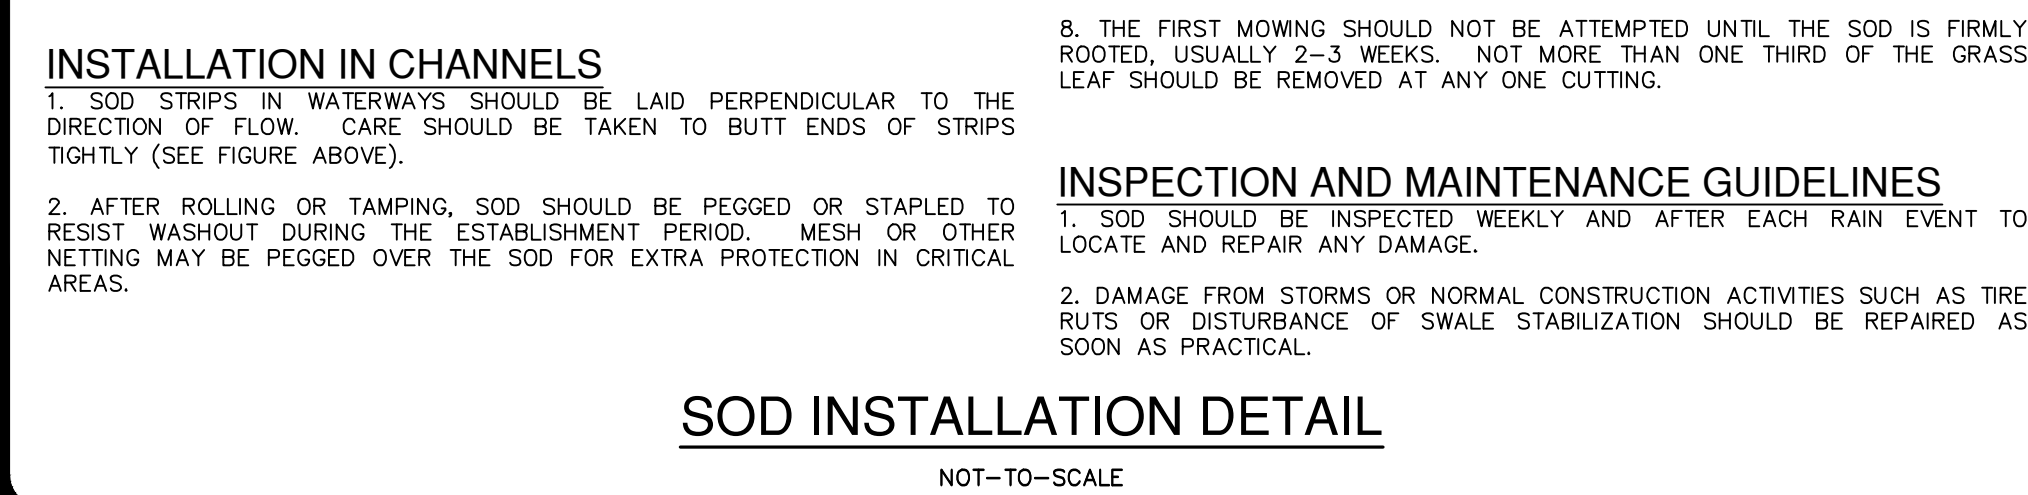 INSTALLATION IN CHANNELS
1. SOD STRIPS IN WATERWAYS SHOULD BE LAID PERPENDICULAR TO THE
DIRECTION OF FLOW. CARE SHOULD BE TAKEN TO BUTT ENDS OF STRIPS
TIGHTLY (SEE FIGURE ABOVE).
2. AFTER ROLLING OR TAMPING, SOD SHOULD BE PEGGED OR STAPLED TO
RESIST WASHOUT DURING THE ESTABLISHMENT PERIOD. MESH OR OTHER
NETTING MAY BE PEGGED OVER THE SOD FOR EXTRA PROTECTION IN CRITICAL
AREAS.
8. THE FIRST MOWING SHOULD NOT BE ATTEMPTED UNTIL THE SOD IS FIRMLY
ROOTED, USUALLY 2-3 WEEKS. NOT MORE THAN ONE THIRD OF THE GRASS
LEAF SHOULD BE REMOVED AT ANY ONE CUTTING.
INSPECTION AND MAINTENANCE GUIDELINES
1. SOD SHOULD BE INSPECTED WEEKLY AND AFTER EACH RAIN EVENT TO
LOCATE AND REPAIR ANY DAMAGE.
2. DAMAGE FROM STORMS OR NORMAL CONSTRUCTION ACTIVITIES SUCH AS TIRE
RUTS OR DISTURBANCE OF SWALE STABILIZATION SHOULD BE REPAIRED AS
SOON AS PRACTICAL.
SOD INSTALLATION DETAIL
NOT-TO-SCALE